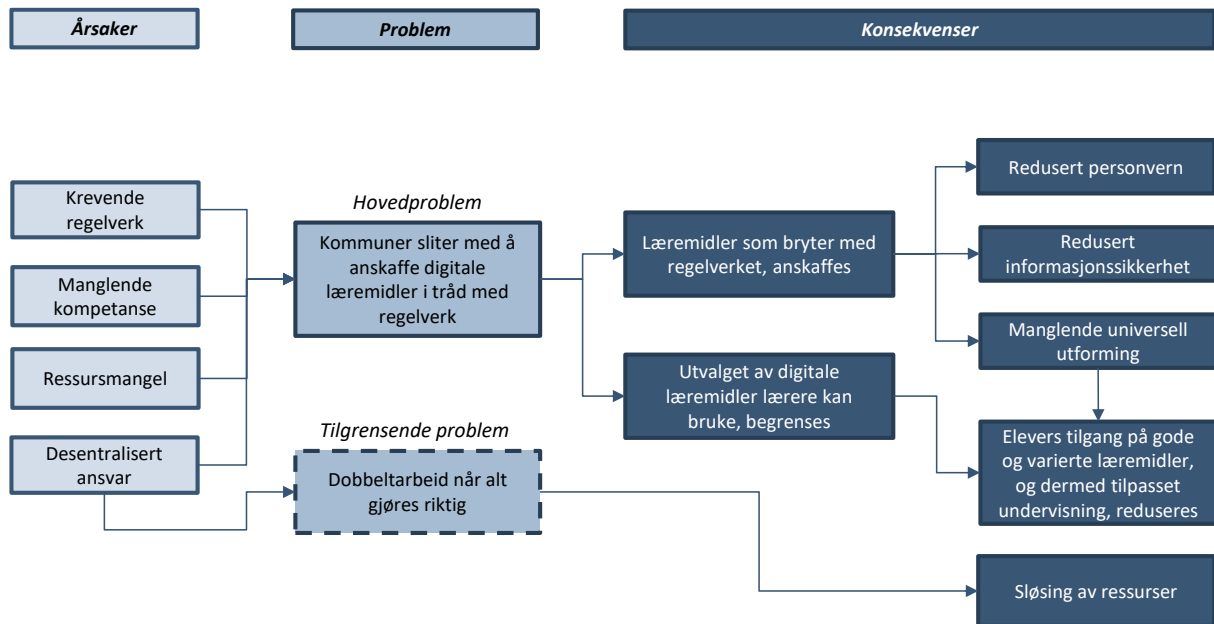 Årsaker
Problem
Konsekvenser
Krevende
regelverk
Manglende
kompetanse
Ressursmangel
Desentralisert
ansvar
Hovedproblem
Kommuner sliter med å
anskaffe digitale
læremidler i tråd med
regelverk
Tilgrensende problem
Dobbeltarbeid når alt
gjøres riktig
Læremidler som bryter med
regelverket, anskaffes
Utvalget av digitale
læremidler lærere kan
bruke, begrenses
Redusert personvern
Redusert
informasjonssikkerhet
Manglende universell
utforming
Elevers tilgang på gode
og varierte læremidler,
og dermed tilpasset
undervisning, reduseres
Sløsing av ressurser